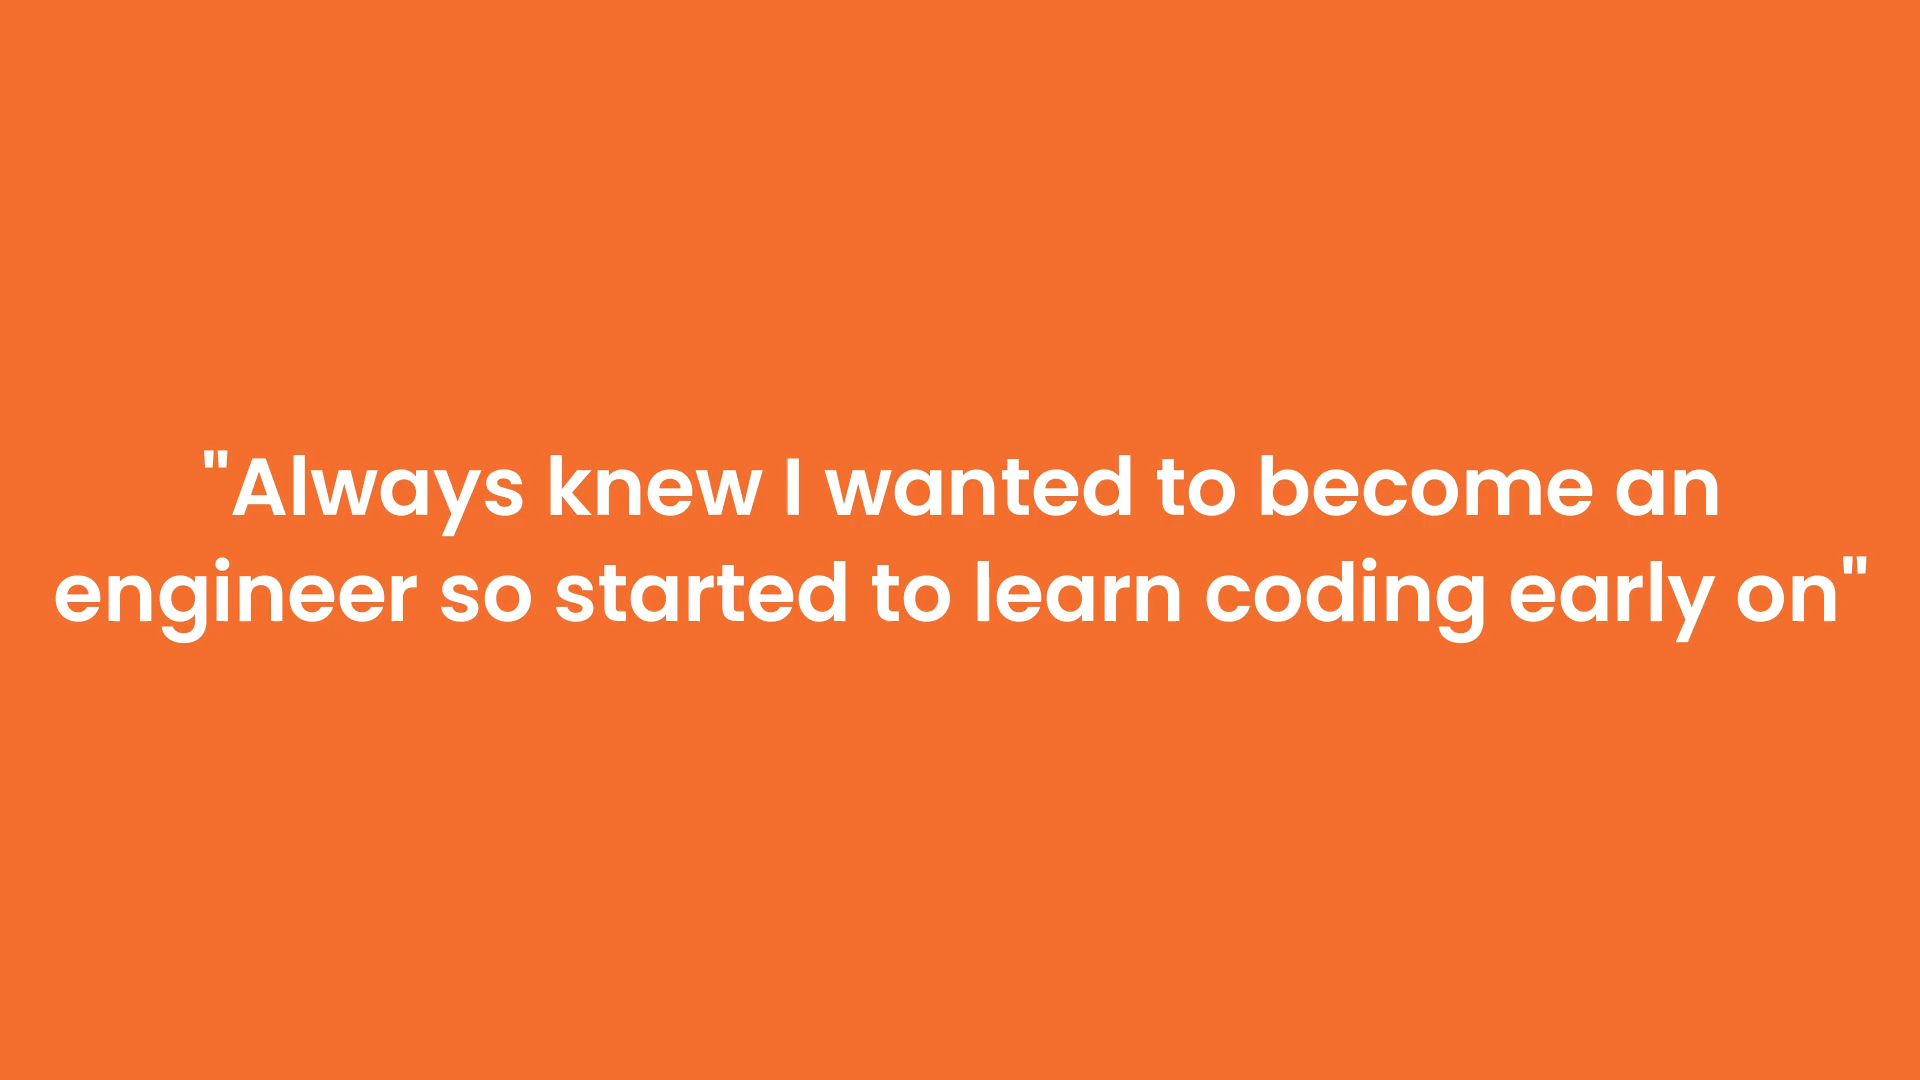 "Always knew I wanted to become an
engineer so started to learn coding early on"